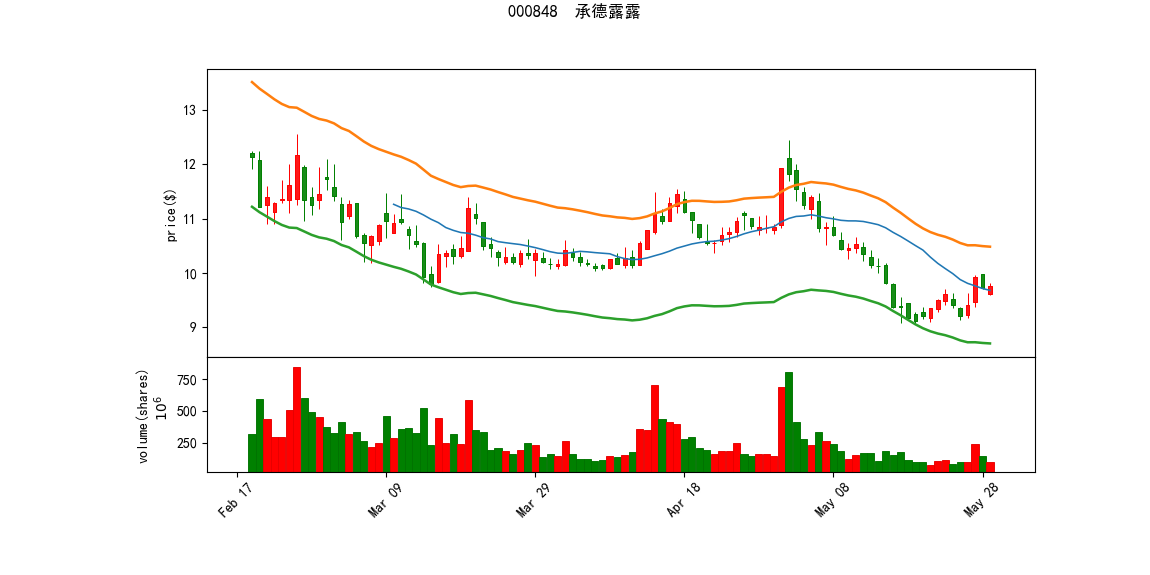 000848 承德露露
price($)
13
12
11
10
9
volume(shares)
10^6
750
500
250
Feb 17
Mar 09
Mar 29
Apr 18
May 08
May 28